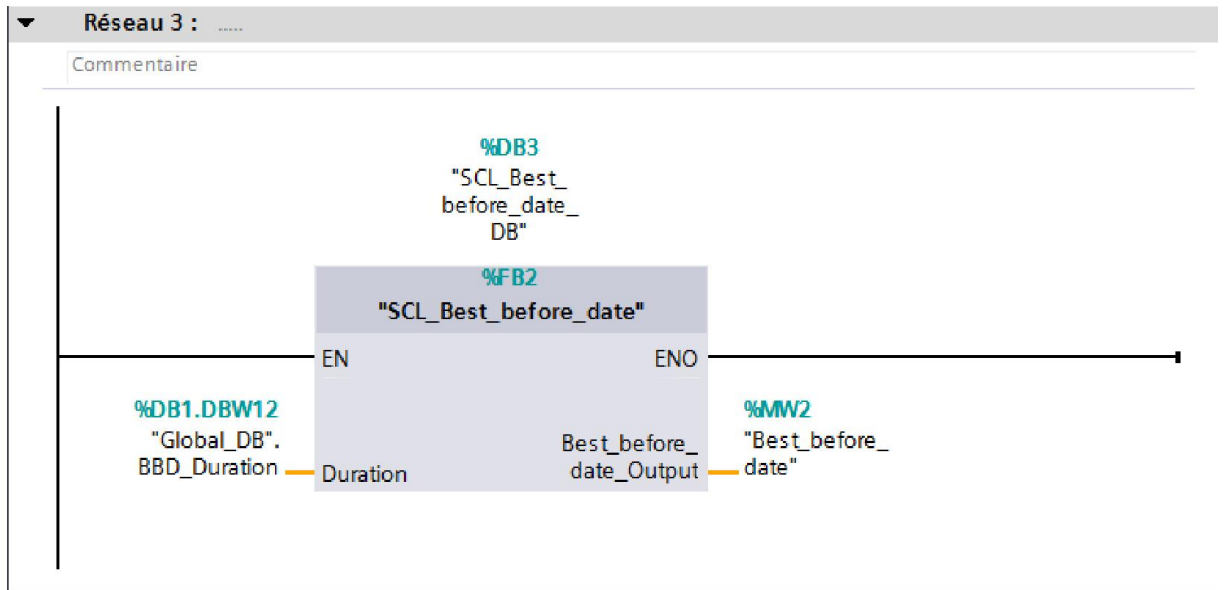 Réseau 3 : .....
Commentaire
%DB3
"SCL_Best_
before_date_
DB"
%FB2
"SCL_Best_before_date"
EN
ENO
%DB1.DBW12
"Global_DB".
BBD_Duration
Duration
Best_before_
date_Output
%MW2
"Best_before_
date"